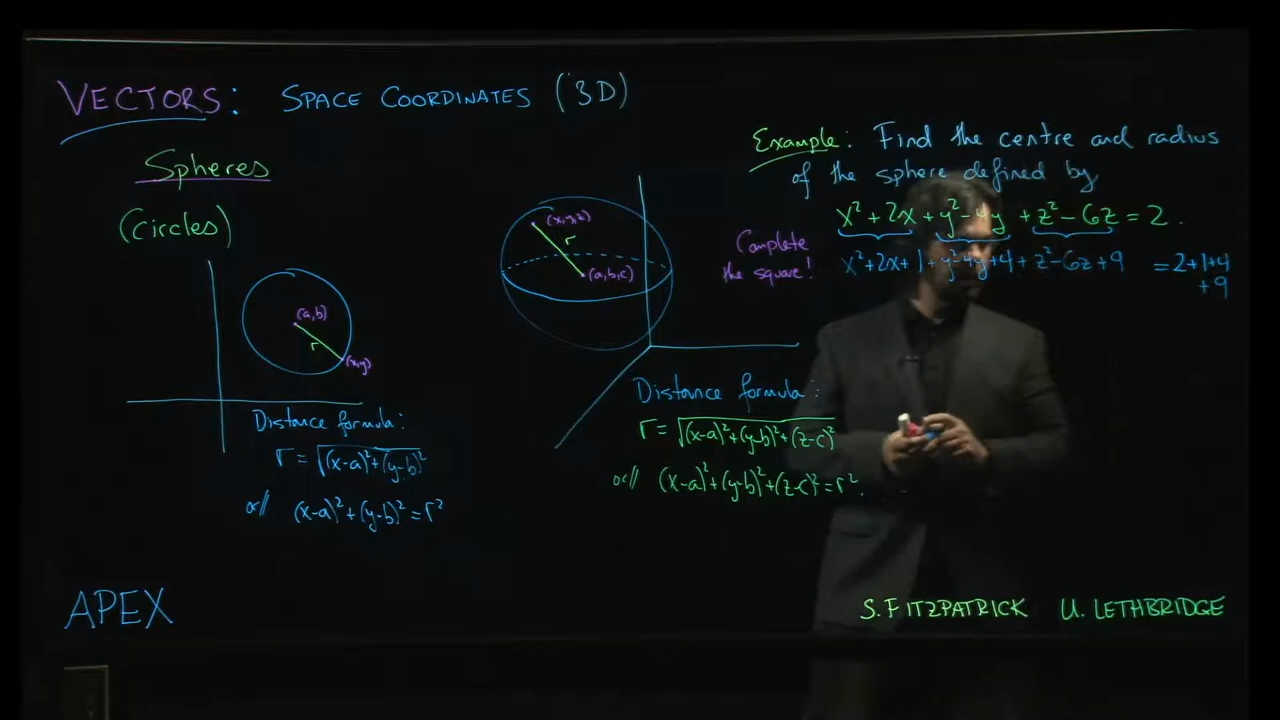 VECTORS: SPACE COORDINATES (3D)
Spheres
(Circles)
(a,b)
r
(x,y)
Distance formula:
r = √(x-a)²+(y-b)²
or// (x-a)²+(y-b)²=r²
(x,y,z)
r
(a,b,c)
Distance formula:
r = √(x-a)²+(y-b)²+(z-c)²
or// (x-a)²+(y-b)²+(z-c)²=r².
Example: Find the centre and radius
of the sphere defined by
x²+2x+y²-4y+z²-6z=2.
Complete
the square!
x²+2x+1+y²-4y+4+z²-6z+9 =2+1+4
+9
APEX
S. FITZPATRICK U. LETHBRIDGE